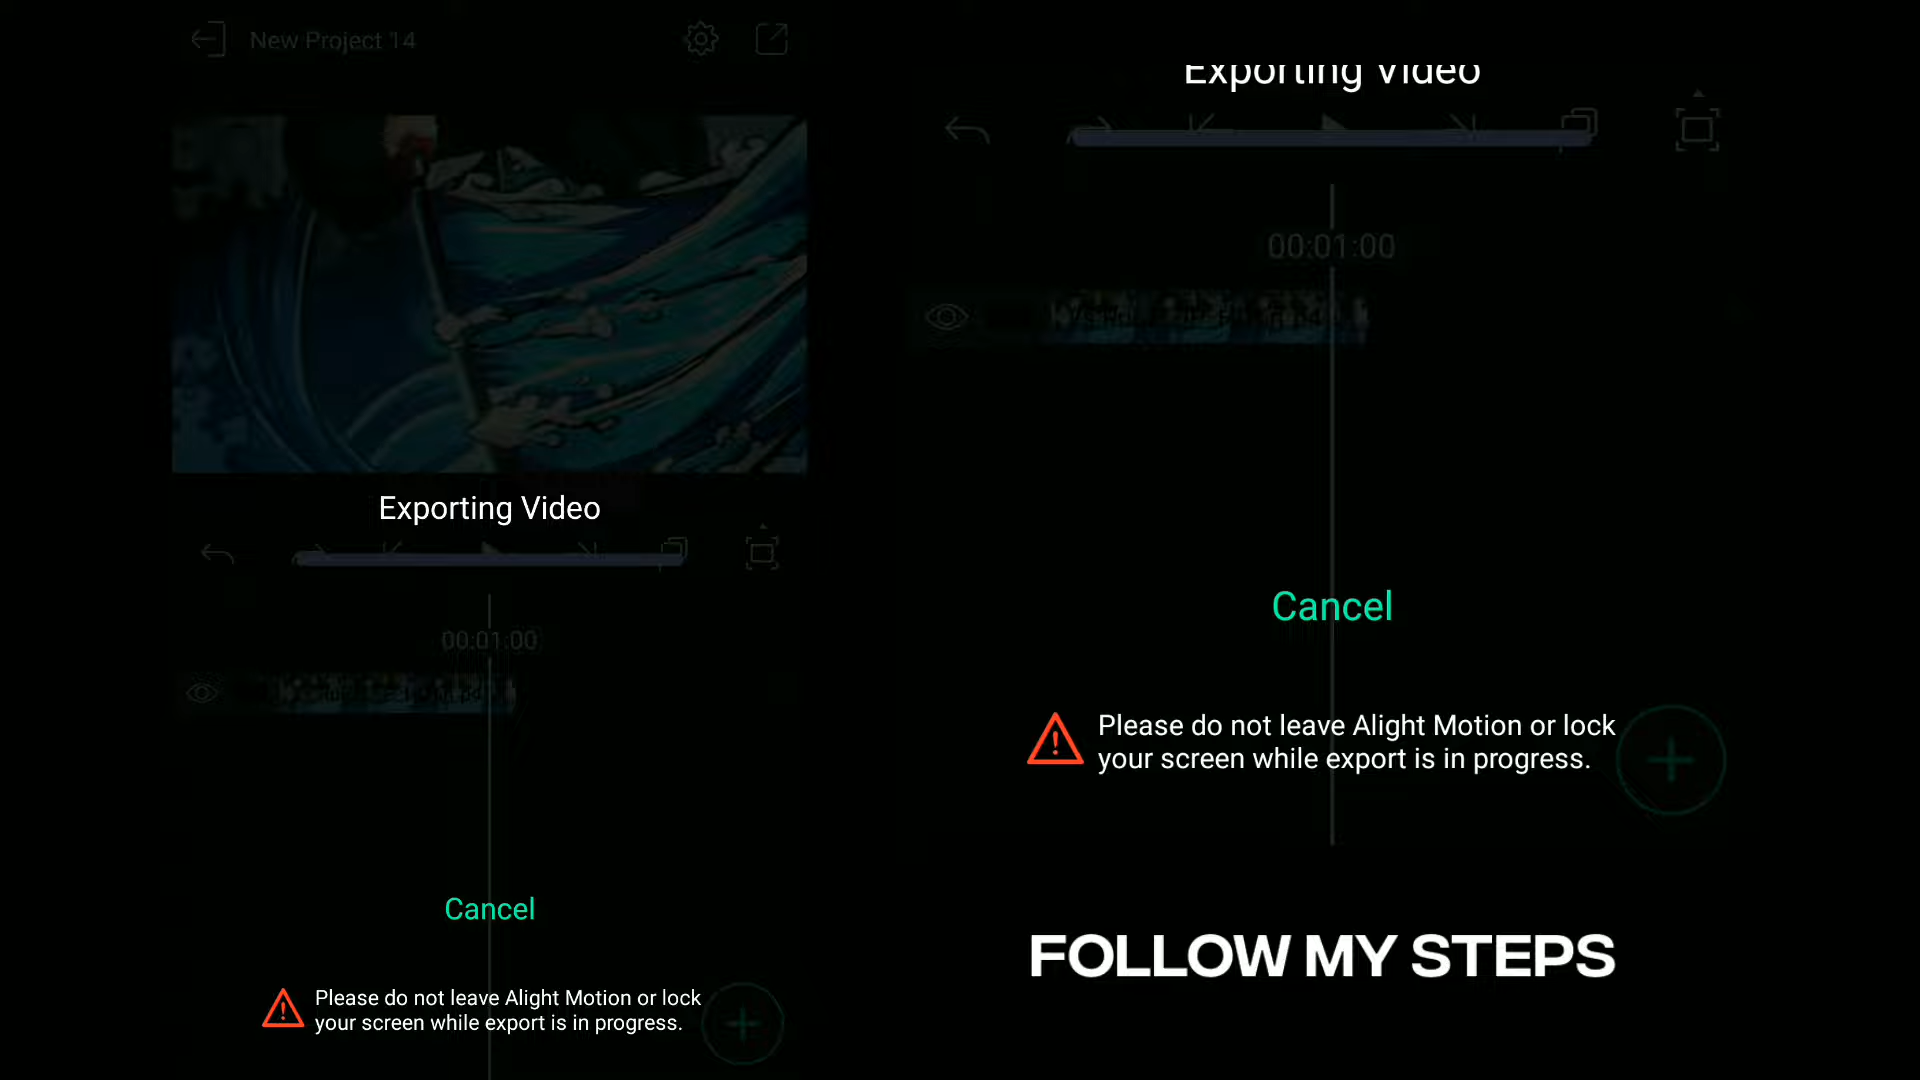 New Project 14
Exporting Video
00:01:00
Cancel
Please do not leave Alight Motion or lock
your screen while export is in progress.
Exporting Video
00:01:00
Cancel
Please do not leave Alight Motion or lock
your screen while export is in progress.
FOLLOW MY STEPS